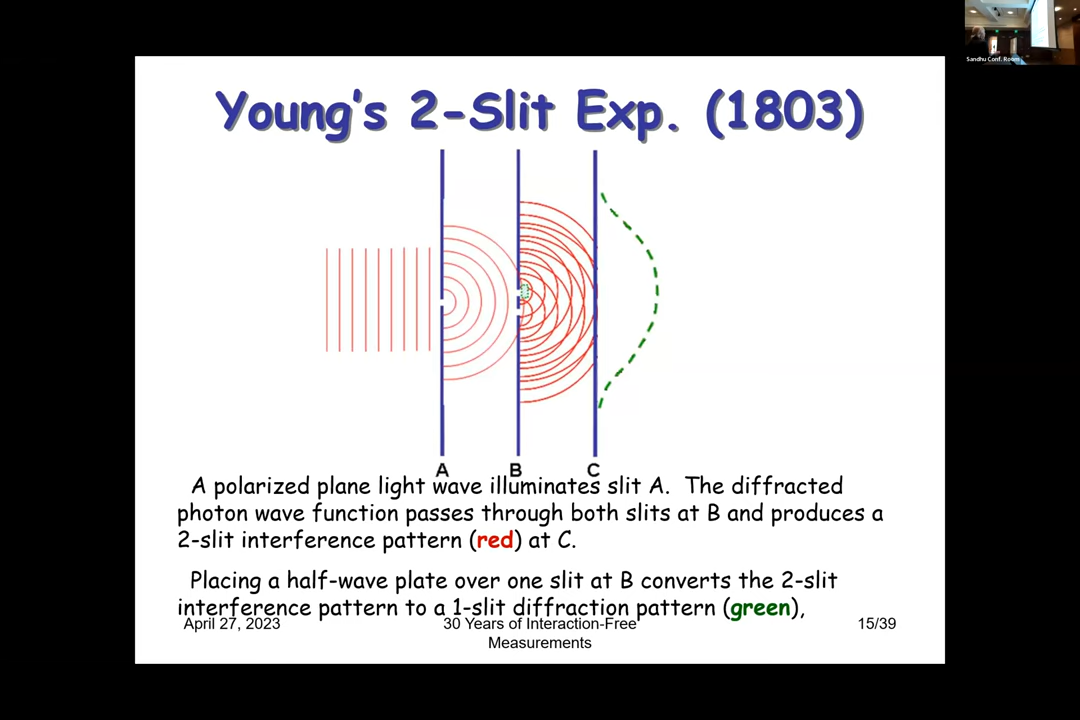 Sandhu Conf. Room
Young's 2-Slit Exp. (1803)
A
B
C
A polarized plane light wave illuminates slit A. The diffracted
photon wave function passes through both slits at B and produces a
2-slit interference pattern (red) at C.
Placing a half-wave plate over one slit at B converts the 2-slit
interference pattern to a 1-slit diffraction pattern (green),
April 27, 2023
30 Years of Interaction-Free
Measurements
15/39